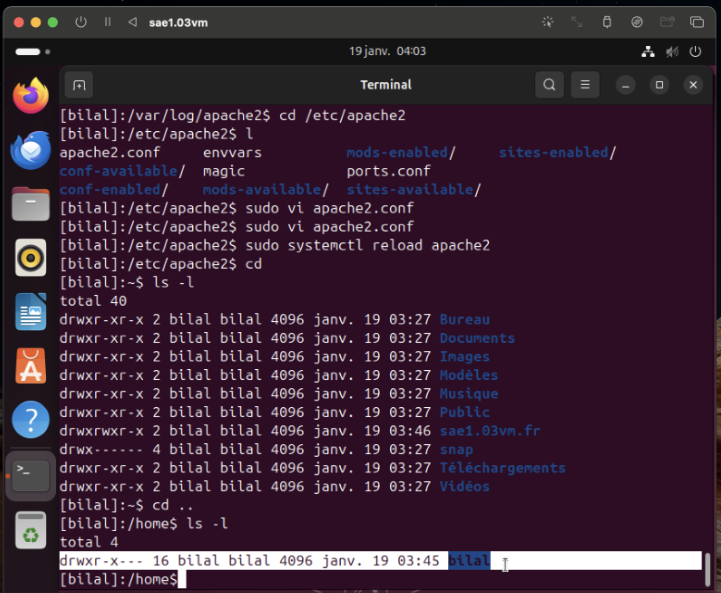 sae1.03vm
19 janv. 04:03
Terminal
[bilal]:/var/log/apache2$ cd /etc/apache2
[bilal]:/etc/apache2$ l
apache2.conf envvars mods-enabled/ sites-enabled/
conf-available/ magic ports.conf
conf-enabled/ mods-available/ sites-available/
[bilal]:/etc/apache2$ sudo vi apache2.conf
[bilal]:/etc/apache2$ sudo vi apache2.conf
[bilal]:/etc/apache2$ sudo systemctl reload apache2
[bilal]:/etc/apache2$ cd
[bilal]:~$ ls -l
total 40
drwxr-xr-x 2 bilal bilal 4096 janv. 19 03:27 Bureau
drwxr-xr-x 2 bilal bilal 4096 janv. 19 03:27 Documents
drwxr-xr-x 2 bilal bilal 4096 janv. 19 03:27 Images
drwxr-xr-x 2 bilal bilal 4096 janv. 19 03:27 Modèles
drwxr-xr-x 2 bilal bilal 4096 janv. 19 03:27 Musique
drwxr-xr-x 2 bilal bilal 4096 janv. 19 03:27 Public
drwxrwxr-x 2 bilal bilal 4096 janv. 19 03:46 sae1.03vm.fr
drwx------ 4 bilal bilal 4096 janv. 19 03:27 snap
drwxr-xr-x 2 bilal bilal 4096 janv. 19 03:27 Téléchargements
drwxr-xr-x 2 bilal bilal 4096 janv. 19 03:27 Vidéos
[bilal]:~$ cd ..
[bilal]:/home$ ls -l
total 4
drwxr-x--- 16 bilal bilal 4096 janv. 19 03:45 bilal
[bilal]:/home$